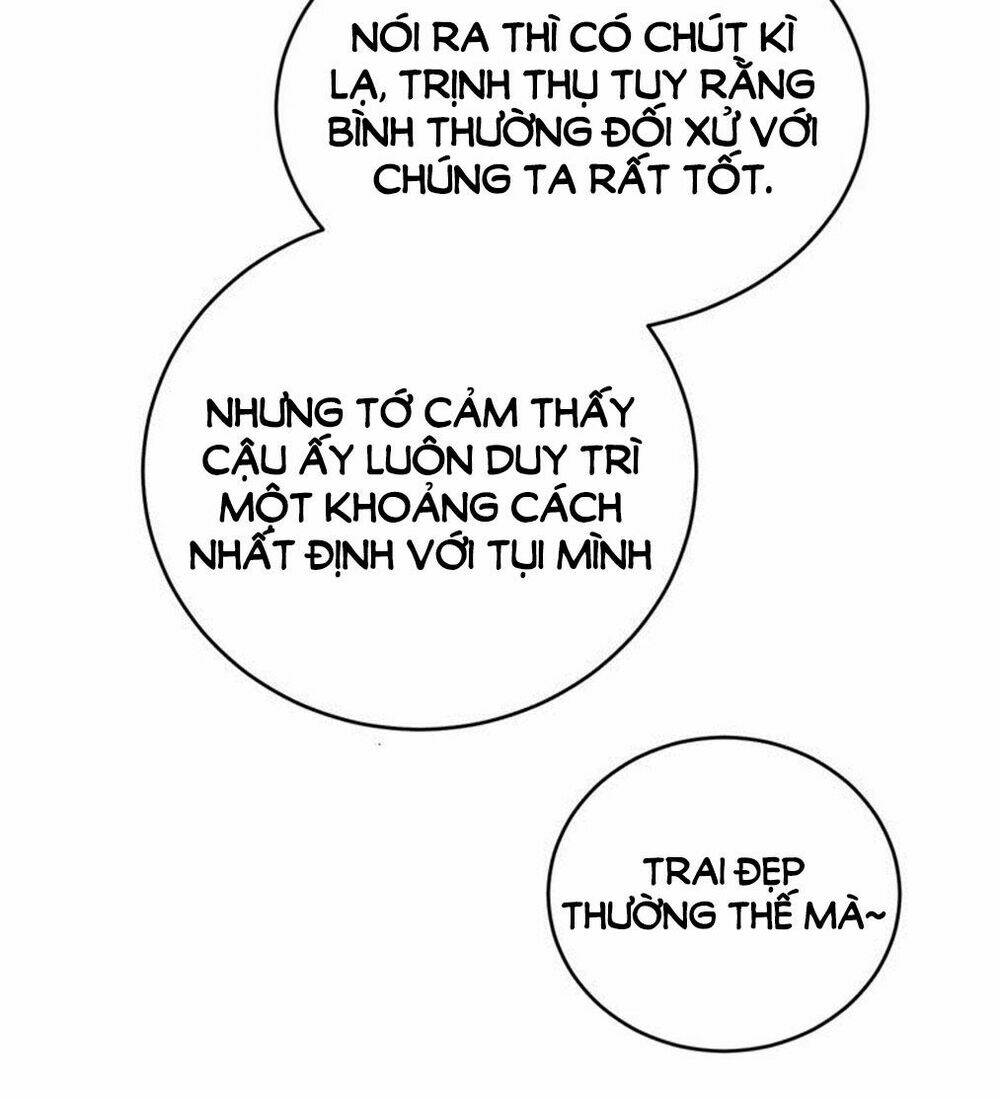 NÓI RA THÌ CÓ CHÚT KÌ
LẠ, TRỊNH THỤ TUY RẰNG
BÌNH THƯỜNG ĐỐI XỬ VỚI
CHÚNG TA RẤT TỐT.
NHƯNG TỚ CẢM THẤY
CẬU ẤY LUÔN DUY TRÌ
MỘT KHOẢNG CÁCH
NHẤT ĐỊNH VỚI TỤI MÌNH
TRAI ĐẸP
THƯỜNG THẾ MÀ~